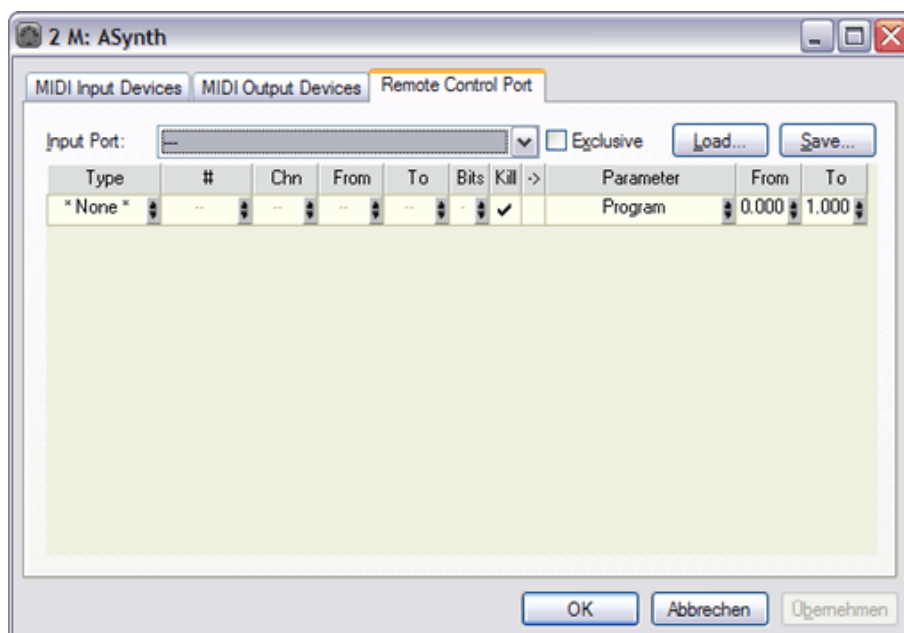 2 M: ASynth
MIDI Input Devices MIDI Output Devices Remote Control Port
Input Port: --- Exclusive Load... Save...
Type # Chn From To Bits Kill -> Parameter From To
* None * -- -- -- -- - ✓ Program 0.000 1.000
OK Abbrechen Übernehmen